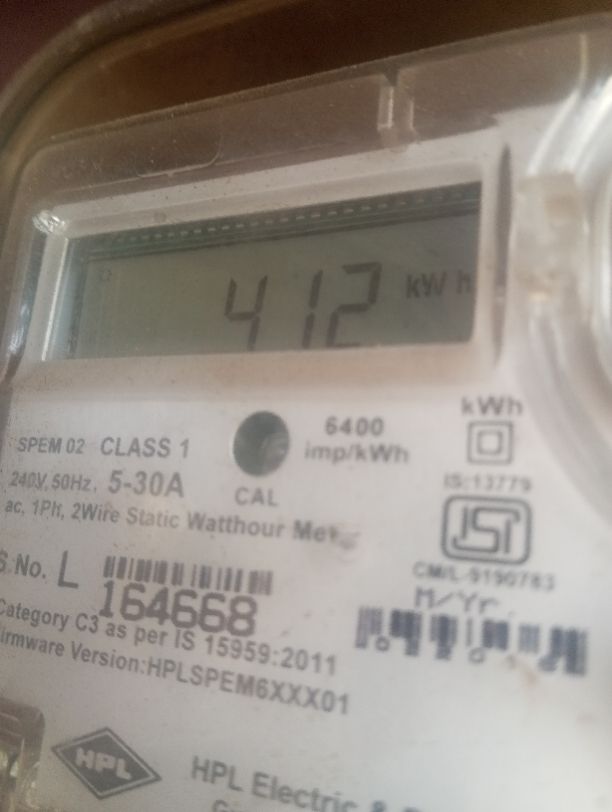 412 kWh
kWh
6400
imp/kWh
SPEM 02 CLASS 1
240V, 50Hz, 5-30A
CAL
IS:13779
ac, 1Ph, 2Wire Static Watthour
ISI
CM/L-9190783
S.No. L
164668
M/Yr.
Category C3 as per IS 15959:2011
Firmware Version:HPLSPEM6XXX01
HPL
HPL Electric &